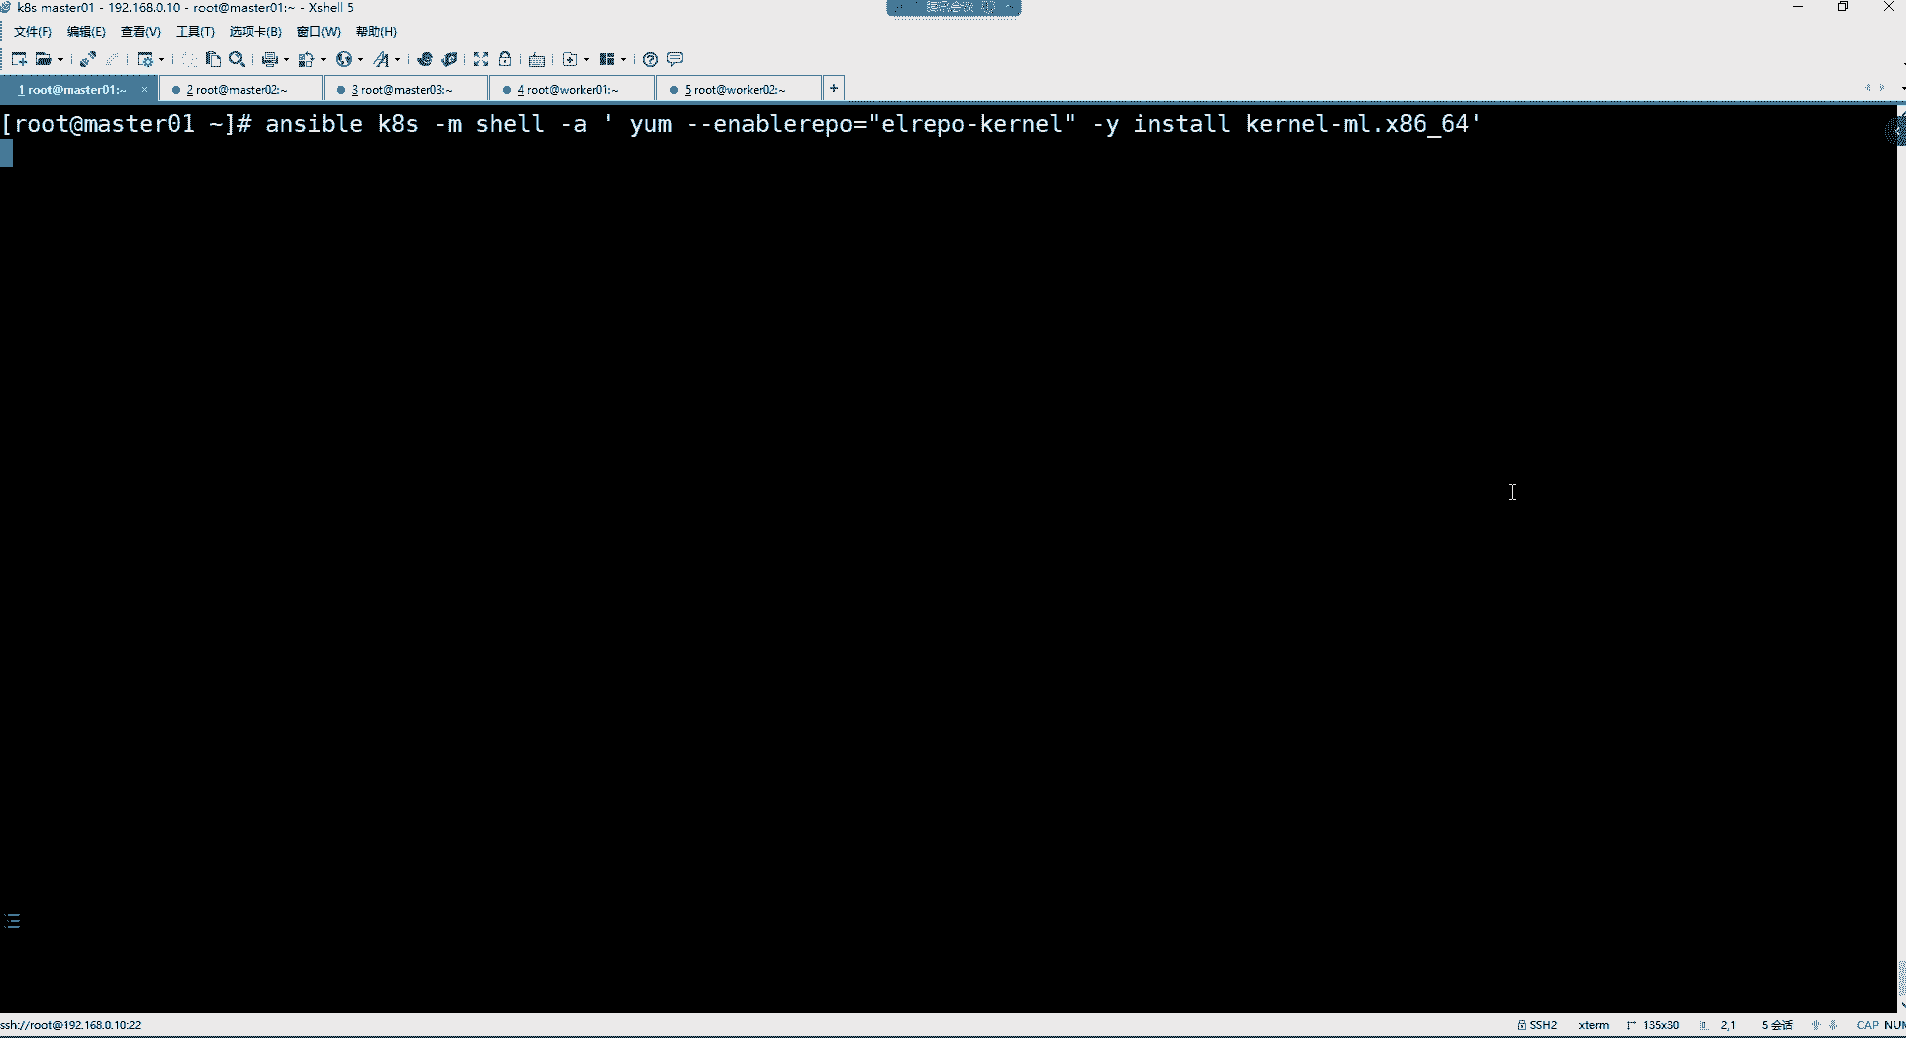 k8s master01 - 192.168.0.10 - root@master01:~ - Xshell 5
文件(F) 编辑(E) 查看(V) 工具(T) 选项卡(B) 窗口(W) 帮助(H)
1 root@master01:~ × 2 root@master02:~ 3 root@master03:~ 4 root@worker01:~ 5 root@worker02:~ +
[root@master01 ~]# ansible k8s -m shell -a ' yum --enablerepo="elrepo-kernel" -y install kernel-ml.x86_64'
ssh://root@192.168.0.10:22 SSH2 xterm 135x30 2,1 5 会话 CAP NUM